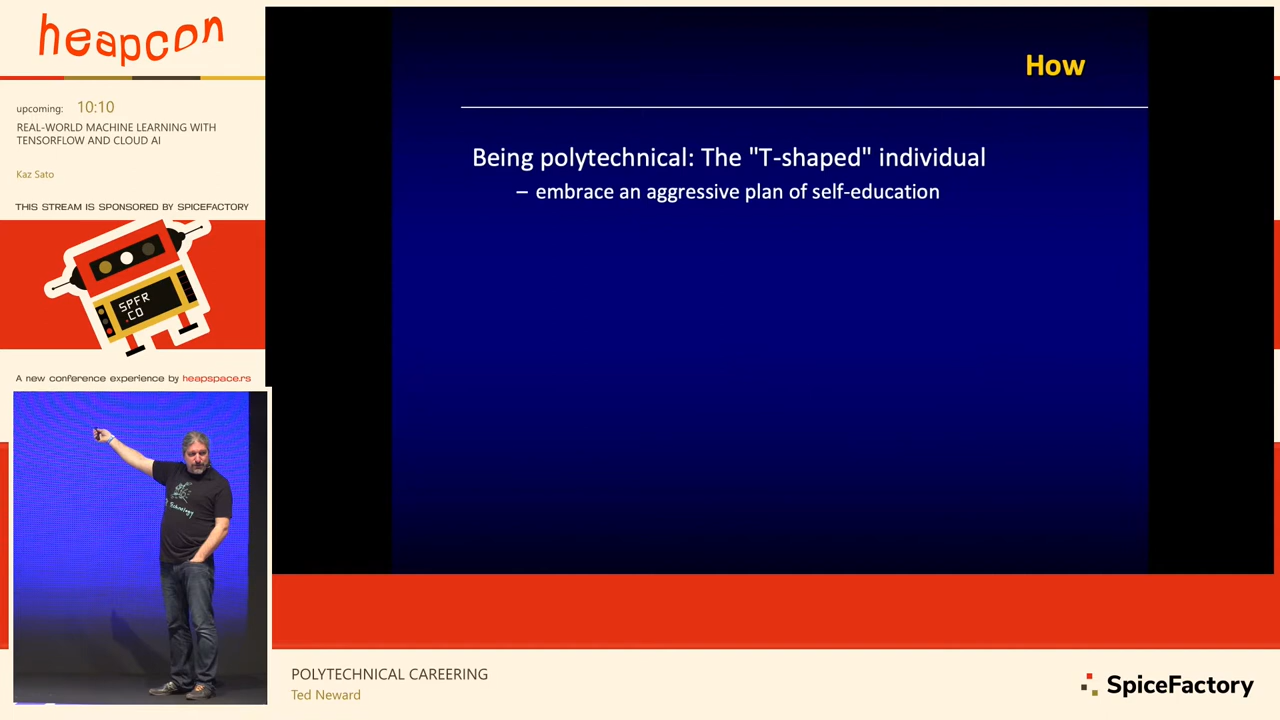 heapcon
upcoming: 10:10
REAL-WORLD MACHINE LEARNING WITH
TENSORFLOW AND CLOUD AI
Kaz Sato
THIS STREAM IS SPONSORED BY SPICEFACTORY
SPFR
.CO
A new conference experience by heapspace.rs
How
Being polytechnical: The "T-shaped" individual
– embrace an aggressive plan of self-education
Technology
POLYTECHNICAL CAREERING
Ted Neward
SpiceFactory